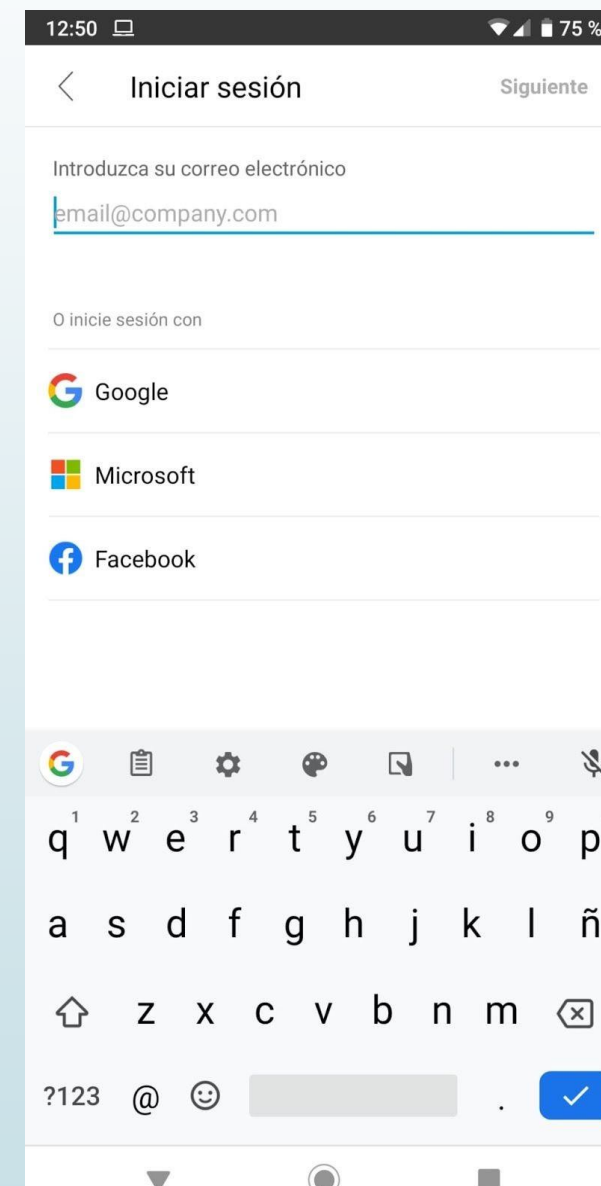 12:50 75 %
Iniciar sesión Siguiente
Introduzca su correo electrónico
email@company.com
O inicie sesión con
Google
Microsoft
Facebook
G
1 2 3 4 5 6 7 8 9
q w e r t y u i o p
a s d f g h j k l ñ
z x c v b n m
?123 @ .